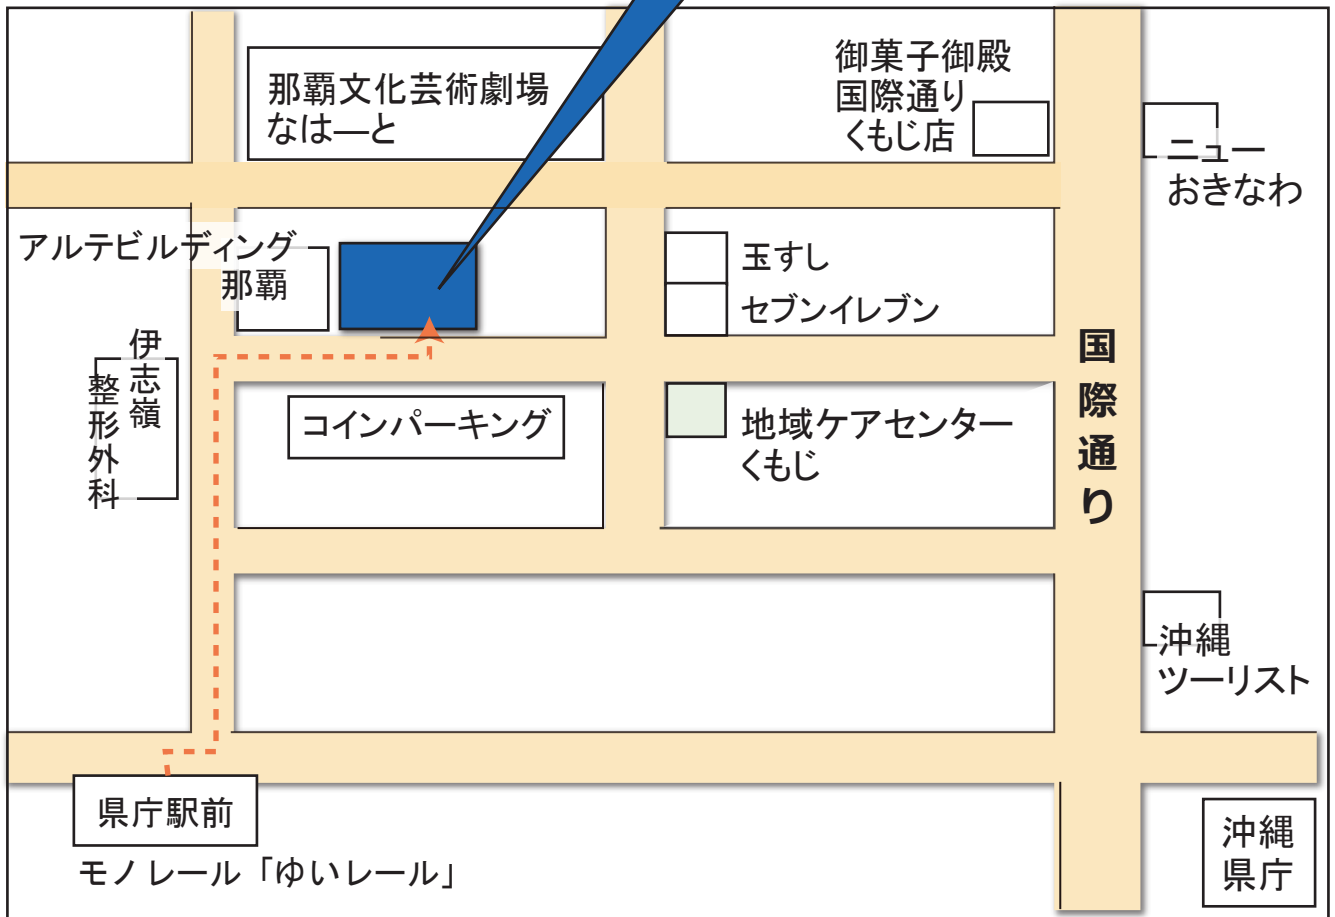 那覇文化芸術劇場
なは―と
御菓子御殿
国際通り
くもじ店
ニュー
おきなわ
アルテビルディング
那覇
玉すし
セブンイレブン
伊志嶺
整形外科
国際通り
コインパーキング
地域ケアセンター
くもじ
沖縄
ツーリスト
県庁駅前
モノレール「ゆいレール」
沖縄
県庁